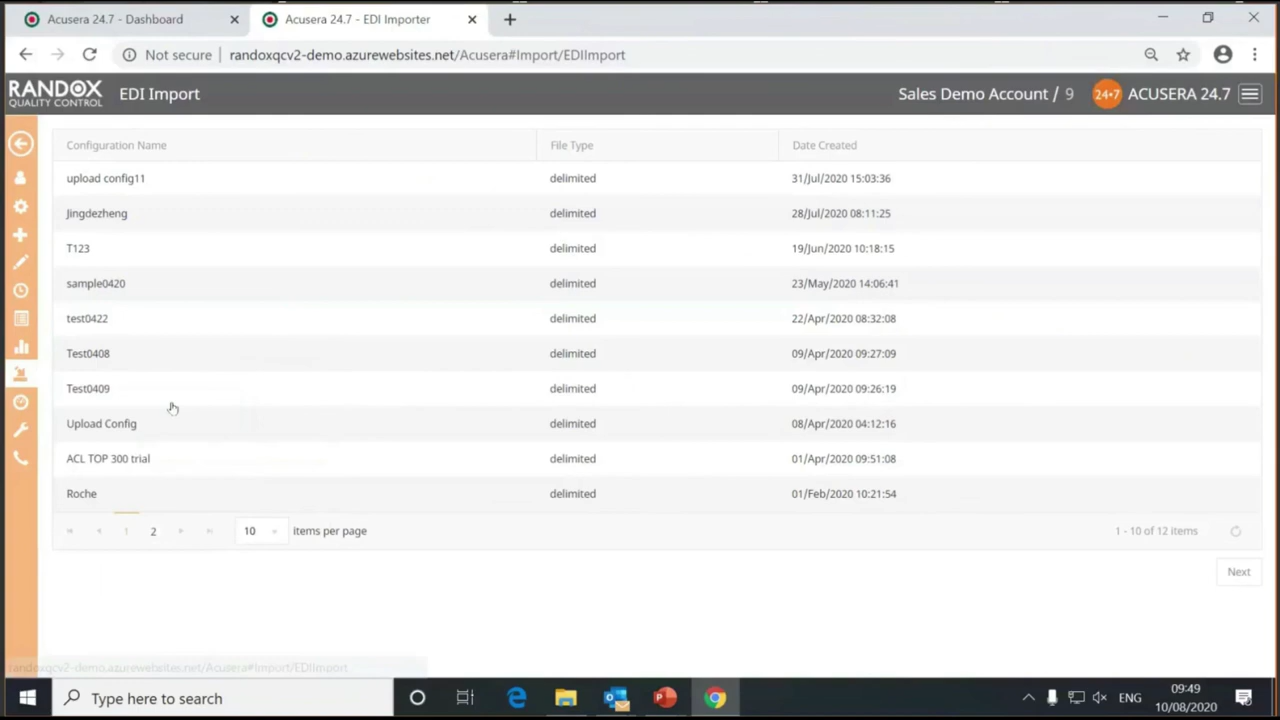 Acusera 24.7 - Dashboard
Acusera 24.7 - EDI Importer
Not secure
randoxqcv2-demo.azurewebsites.net/Acusera#Import/EDIImport
RANDOX
QUALITY CONTROL
EDI Import
Sales Demo Account / 9
24•7
ACUSERA 24.7
Configuration Name File Type Date Created
upload config11 delimited 31/Jul/2020 15:03:36
Jingdezheng delimited 28/Jul/2020 08:11:25
T123 delimited 19/Jun/2020 10:18:15
sample0420 delimited 23/May/2020 14:06:41
test0422 delimited 22/Apr/2020 08:32:08
Test0408 delimited 09/Apr/2020 09:27:09
Test0409 delimited 09/Apr/2020 09:26:19
Upload Config delimited 08/Apr/2020 04:12:16
ACL TOP 300 trial delimited 01/Apr/2020 09:51:08
Roche delimited 01/Feb/2020 10:21:54
1 2 10 items per page 1 - 10 of 12 items
Next
randoxqcv2-demo.azurewebsites.net/Acusera#Import/EDIImport
Type here to search
ENG
09:49
10/08/2020